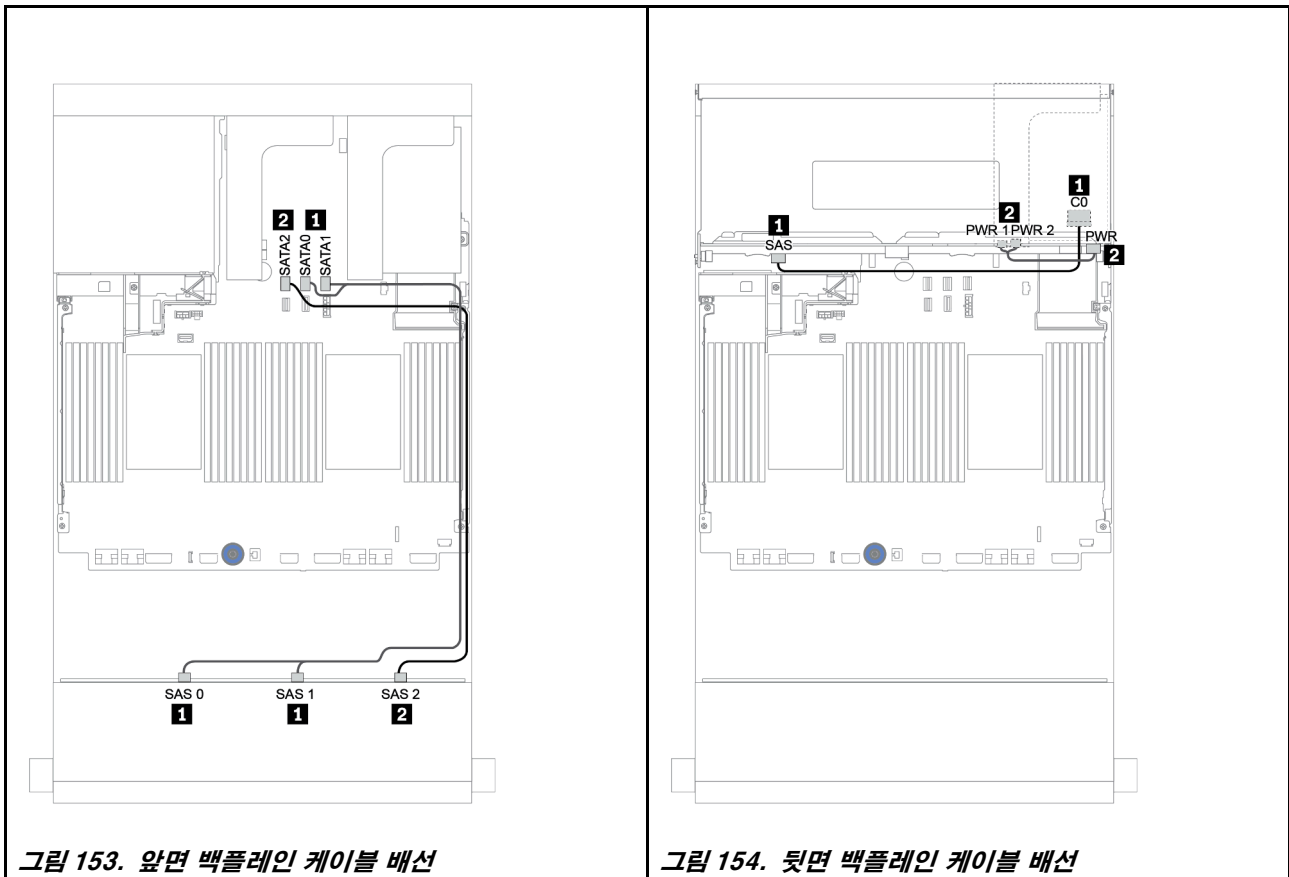 2 1
SATA2
SATA0
SATA1
SAS 0
1
SAS 1
1
SAS 2
2
그림 153. 앞면 백플레인 케이블 배선
1
SAS
2
PWR 1 PWR 2
1
C0
PWR
2
그림 154. 뒷면 백플레인 케이블 배선